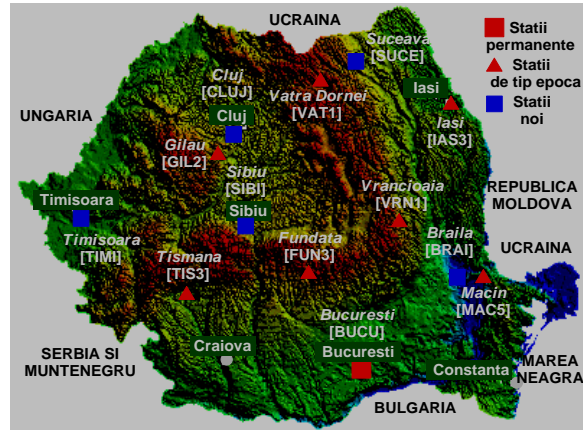 UCRAINA
Statii
permanente
Statii
de tip epoca
Statii
noi
Suceava
[SUCE]
Cluj
[CLUJ]
Vatra Dornei
[VAT1]
Iasi
Iasi
[IAS3]
UNGARIA
Cluj
Gilau
[GIL2]
Sibiu
[SIBI]
Sibiu
Vrancioaia
[VRN1]
REPUBLICA
MOLDOVA
Timisoara
Timisoara
[TIMI]
Tismana
[TIS3]
Fundata
[FUN3]
Braila
[BRAI]
UCRAINA
Macin
[MAC5]
Bucuresti
[BUCU]
Bucuresti
SERBIA SI
MUNTENEGRU
Craiova
Constanta
MAREA
NEAGRA
BULGARIA